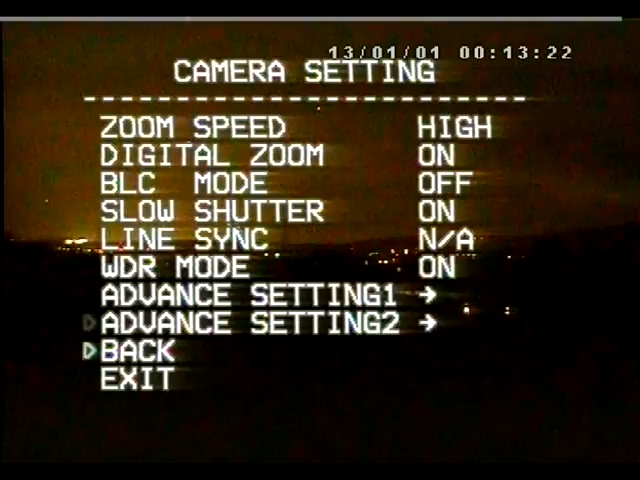 13/01/01 00:13:22
CAMERA SETTING
ZOOM SPEED HIGH
DIGITAL ZOOM ON
BLC MODE OFF
SLOW SHUTTER ON
LINE SYNC N/A
WDR MODE ON
ADVANCE SETTING1 →
ADVANCE SETTING2 →
BACK
EXIT